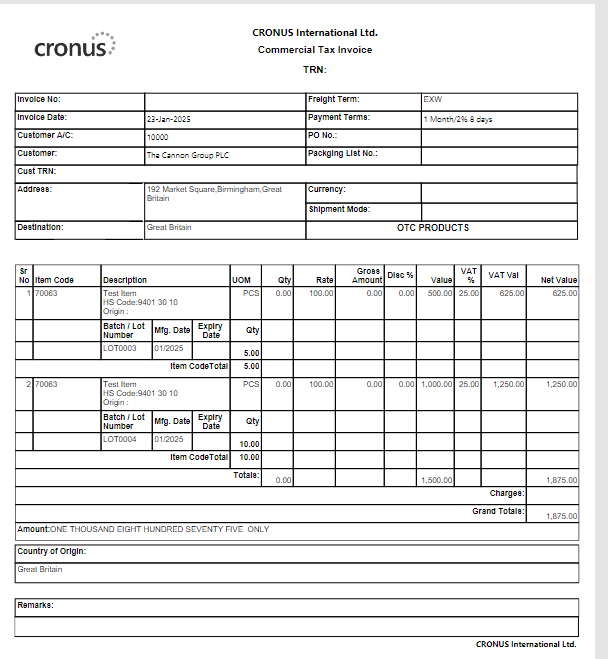 cronus
CRONUS International Ltd.
Commercial Tax Invoice
TRN:
Invoice No: Freight Term: EXW
Invoice Date: 23-Jan-2025 Payment Terms: 1 Month/2% 8 days
Customer A/C: 10000 PO No.:
Customer: The Cannon Group PLC Packging List No.:
Cust TRN:
Address: 192 Market Square,Birmingham,Great Currency:
Britain
Shipment Mode:
Destination: Great Britain OTC PRODUCTS
Sr Gross VAT
No Item Code Description UOM Qty Rate Amount Disc % Value % VAT Val Net Value
1 70063 Test Item PCS 0.00 100.00 0.00 0.00 500.00 25.00 625.00 625.00
HS Code:9401 30 10
Origin :
Batch / Lot Number Mfg. Date Expiry Date Qty
LOT0003 01/2025 5.00
Item CodeTotal 5.00
2 70063 Test Item PCS 0.00 100.00 0.00 0.00 1,000.00 25.00 1,250.00 1,250.00
HS Code:9401 30 10
Origin :
Batch / Lot Number Mfg. Date Expiry Date Qty
LOT0004 01/2025 10.00
Item CodeTotal 10.00
Totals: 0.00 1,500.00 1,875.00
Charges:
Grand Totals: 1,875.00
Amount:ONE THOUSAND EIGHT HUNDRED SEVENTY FIVE ONLY
Country of Origin:
Great Britain
Remarks:
CRONUS International Ltd.